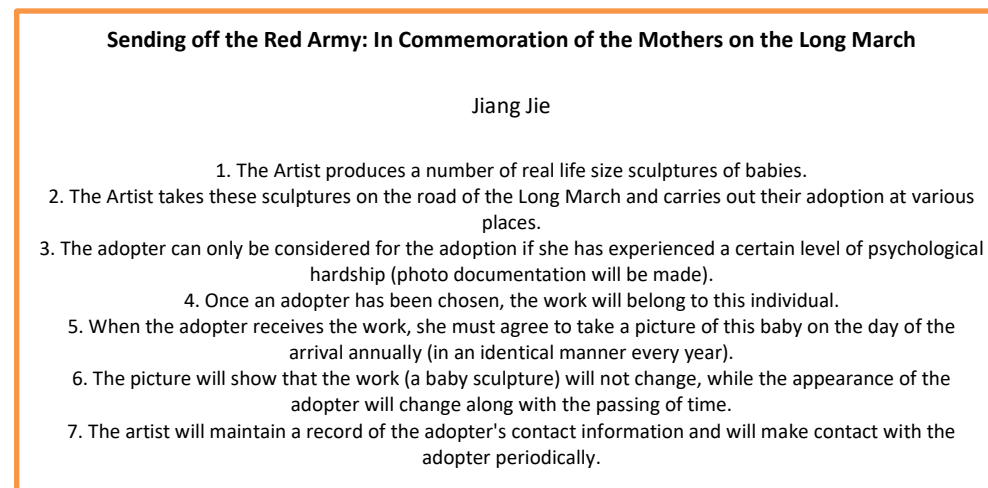 Sending off the Red Army: In Commemoration of the Mothers on the Long March
Jiang Jie
1. The Artist produces a number of real life size sculptures of babies.
2. The Artist takes these sculptures on the road of the Long March and carries out their adoption at various
places.
3. The adopter can only be considered for the adoption if she has experienced a certain level of psychological
hardship (photo documentation will be made).
4. Once an adopter has been chosen, the work will belong to this individual.
5. When the adopter receives the work, she must agree to take a picture of this baby on the day of the
arrival annually (in an identical manner every year).
6. The picture will show that the work (a baby sculpture) will not change, while the appearance of the
adopter will change along with the passing of time.
7. The artist will maintain a record of the adopter's contact information and will make contact with the
adopter periodically.